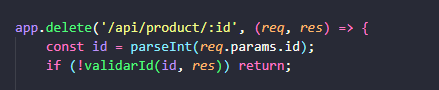 app.delete('/api/product/:id', (req, res) => {
    const id = parseInt(req.params.id);
    if (!validarId(id, res)) return;